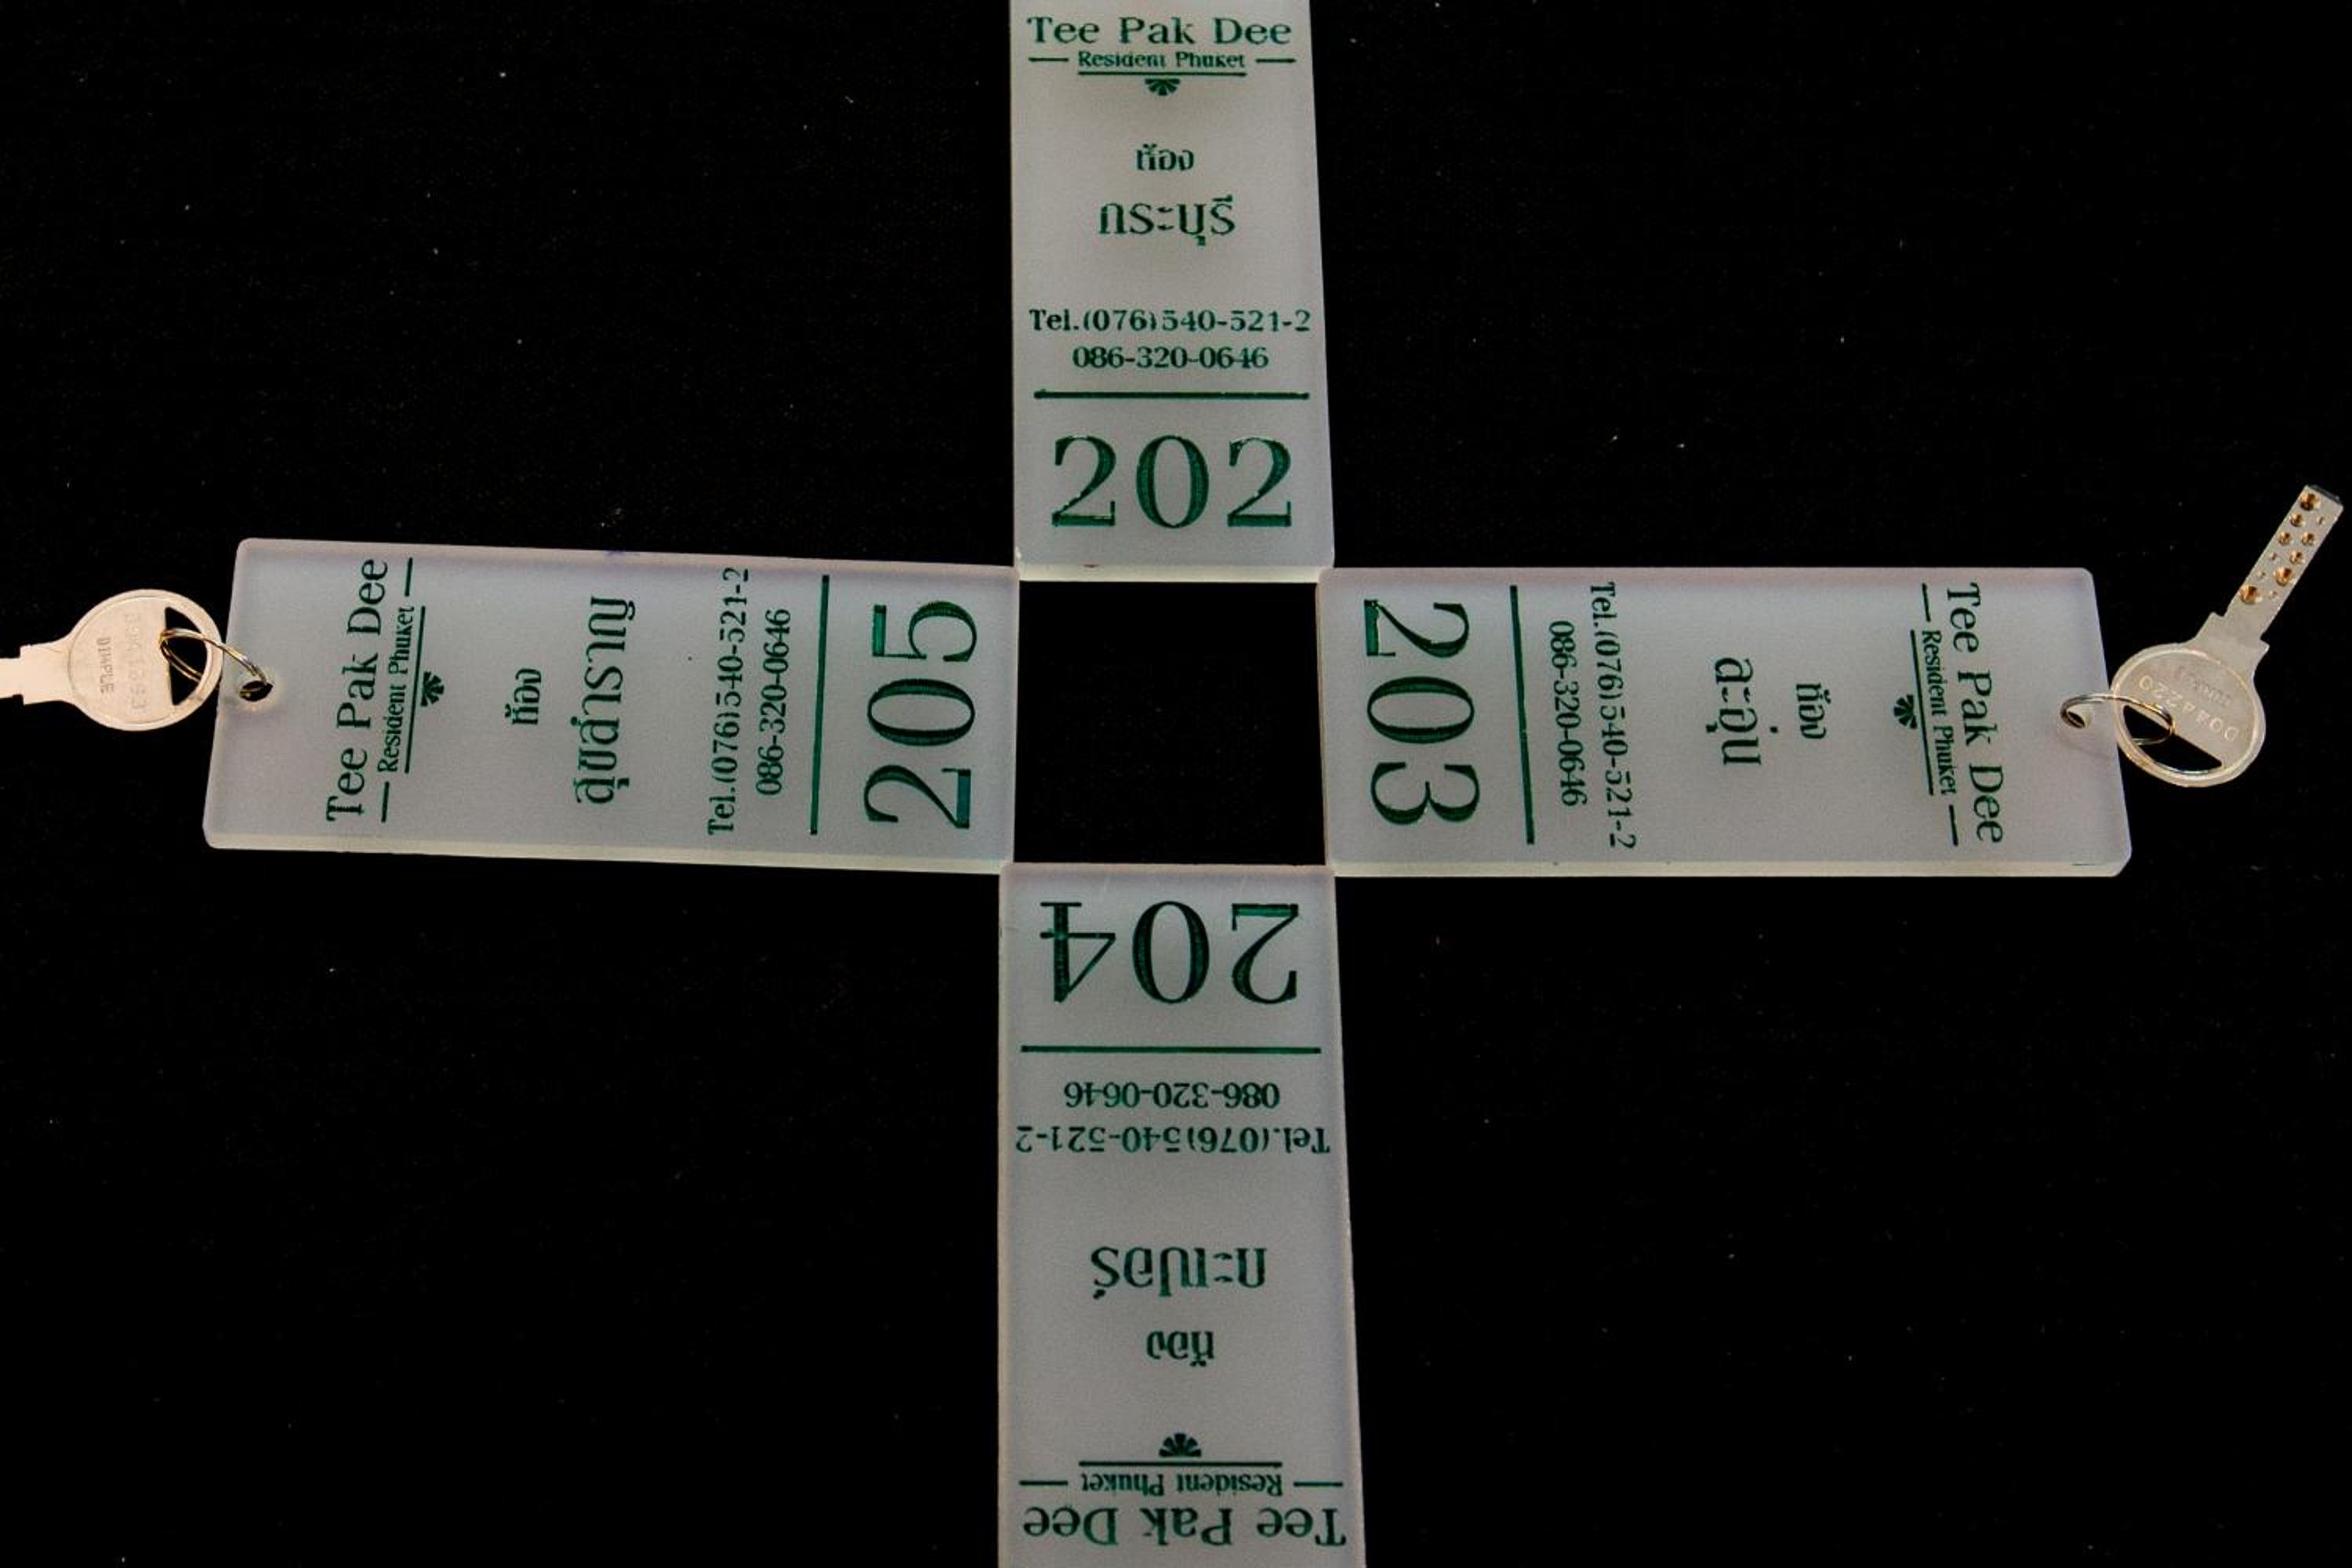 Tee Pak Dee
Resident Phuket
ห้อง
กระบุรี
Tel.(076)540-521-2
086-320-0646
202
Tee Pak Dee
Resident Phuket
ห้อง
สุขสำราญ
Tel.(076)540-521-2
086-320-0646
205
Tee Pak Dee
Resident Phuket
ห้อง
ละอุ่น
Tel.(076)540-521-2
086-320-0646
203
Tee Pak Dee
Resident Phuket
ห้อง
กะเปอร์
Tel.(076)540-521-2
086-320-0646
204
DIMPLE
D044220